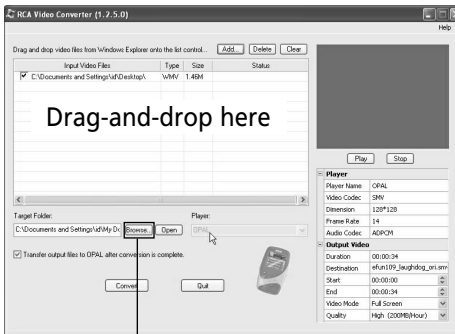 RCA Video Converter (1.2.5.0)
Help
Drag and drop video files from Windows Explorer onto the list control... Add... Delete Clear
Input Video Files Type Size Status
C:\Documents and Settings\id\Desktop\ WMV 1.46M
Drag-and-drop here
Play Stop
Player
Player Name OPAL
Video Codec SMV
Dimension 128*128
Frame Rate 14
Audio Codec ADPCM
Output Video
Duration 00:00:34
Destination efun109_laughdog_ori.smv
Start 00:00:00
End 00:00:34
Video Mode Full Screen
Quality High (200MB/Hour)
Target Folder: Player:
C:\Documents and Settings\id\My Do Browse... Open OPAL
Transfer output files to OPAL after conversion is complete.
Convert Quit